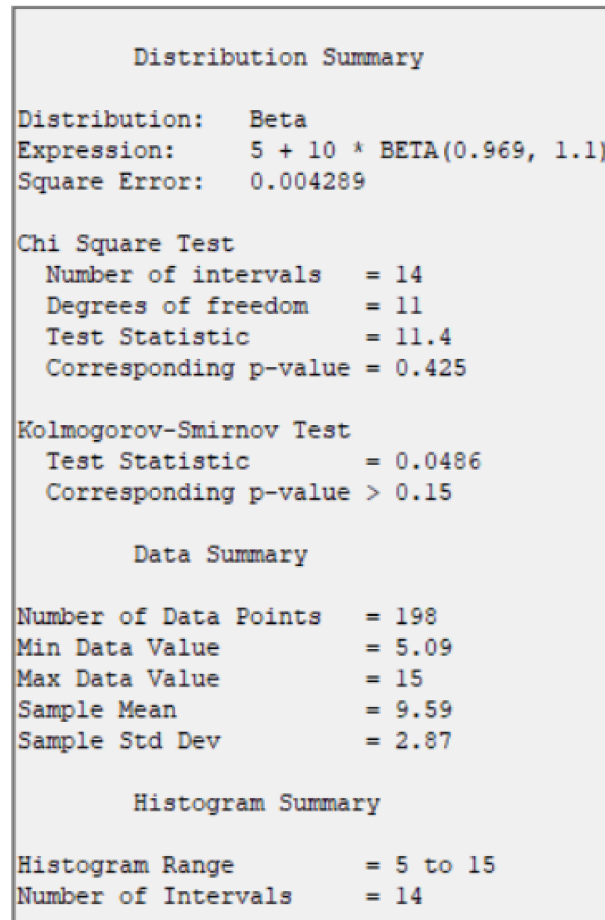 Distribution Summary
Distribution: Beta
Expression: 5 + 10 * BETA(0.969, 1.1)
Square Error: 0.004289
Chi Square Test
Number of intervals = 14
Degrees of freedom = 11
Test Statistic = 11.4
Corresponding p-value = 0.425
Kolmogorov-Smirnov Test
Test Statistic = 0.0486
Corresponding p-value > 0.15
Data Summary
Number of Data Points = 198
Min Data Value = 5.09
Max Data Value = 15
Sample Mean = 9.59
Sample Std Dev = 2.87
Histogram Summary
Histogram Range = 5 to 15
Number of Intervals = 14